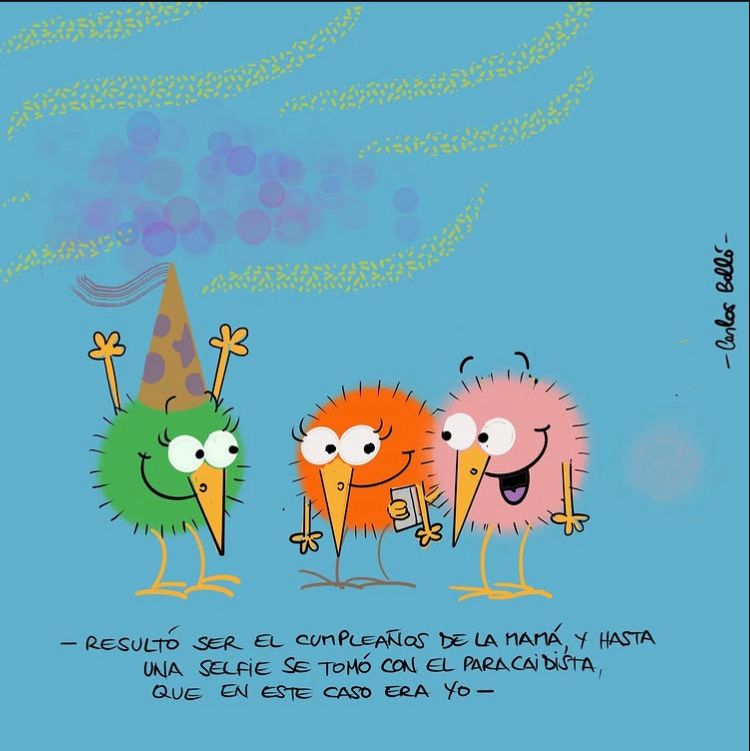 — RESULTÓ SER EL CUMPLEAÑOS DE LA MAMÁ, Y HASTA
UNA SELFIE SE TOMÓ CON EL PARACAIDISTA,
QUE EN ESTE CASO ERA YO —
- Carlos Bolló -